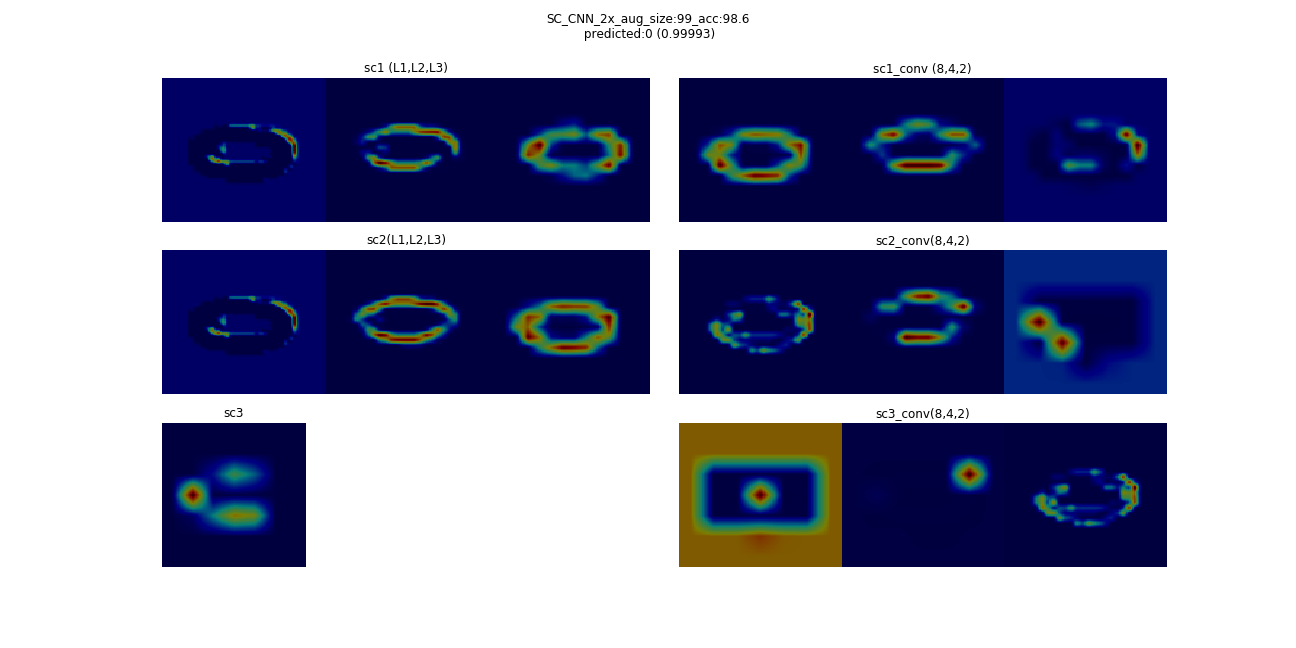 SC_CNN_2x_aug_size:99_acc:98.6
predicted:0 (0.99993)
sc1 (L1,L2,L3)
sc1_conv (8,4,2)
sc2(L1,L2,L3)
sc2_conv(8,4,2)
sc3
sc3_conv(8,4,2)